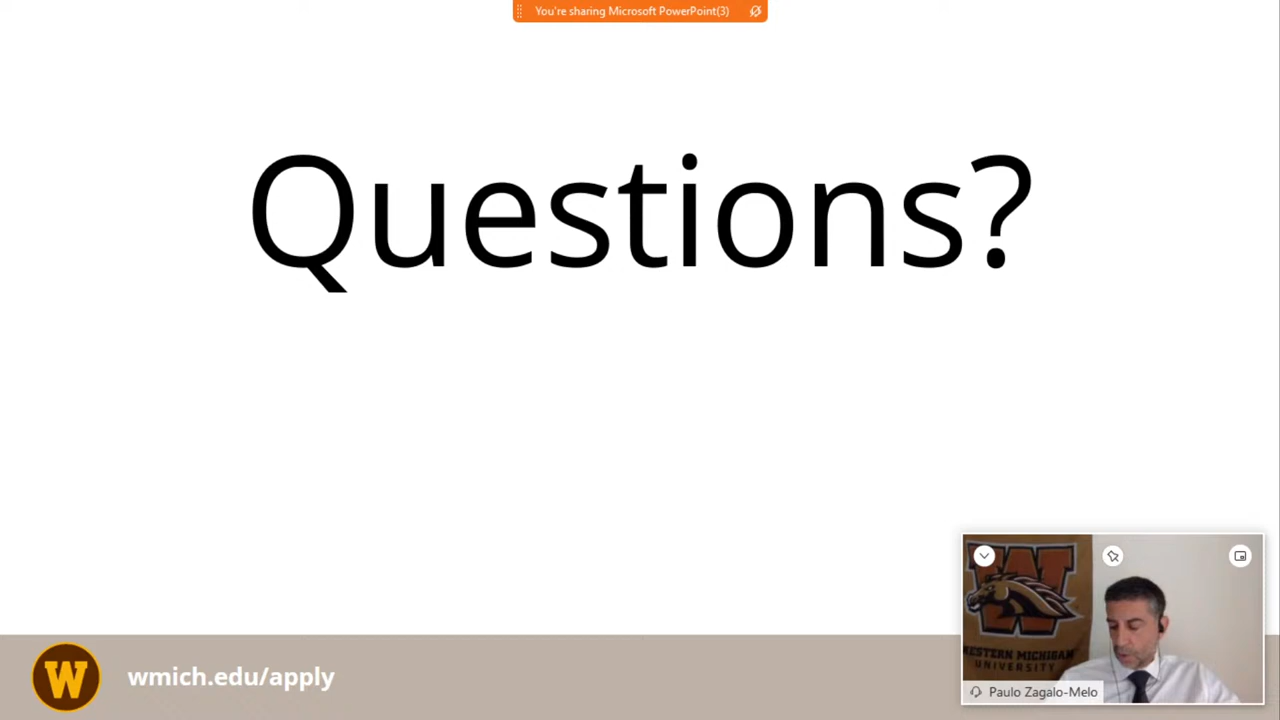 You're sharing Microsoft PowerPoint(3)
Questions?
W
WESTERN MICHIGAN
UNIVERSITY
Paulo Zagalo-Melo
W
wmich.edu/apply